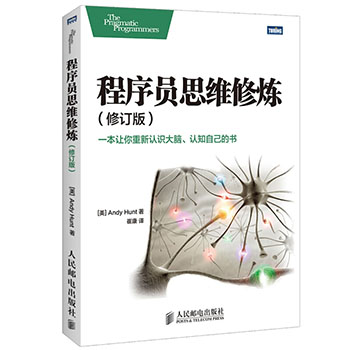 The
Pragmatic
Programmers
TURING
程序员思维修炼
（修订版）
一本让你重新认识大脑、认知自己的书
[美] Andy Hunt 著
崔康 译
人民邮电出版社
POSTS & TELECOM PRESS
程序员思维修炼
（修订版）
[美] Andy Hunt 著
人民邮电出版社